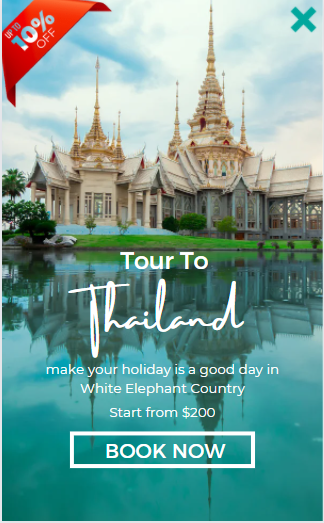 UP TO
10%
OFF
Tour To
Thailand
make your holiday is a good day in
White Elephant Country
Start from $200
BOOK NOW